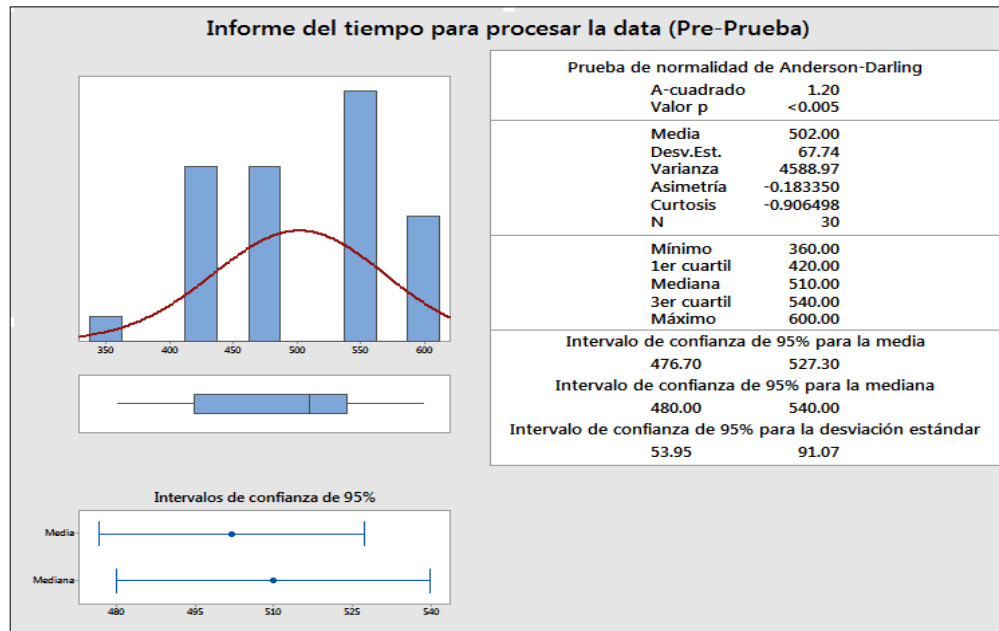 Informe del tiempo para procesar la data (Pre-Prueba)
350 400 450 500 550 600
Intervalos de confianza de 95%
Media
Mediana
480 495 510 525 540
Prueba de normalidad de Anderson-Darling
A-cuadrado 1.20
Valor p <0.005
Media 502.00
Desv.Est. 67.74
Varianza 4588.97
Asimetría -0.183350
Curtosis -0.906498
N 30
Mínimo 360.00
1er cuartil 420.00
Mediana 510.00
3er cuartil 540.00
Máximo 600.00
Intervalo de confianza de 95% para la media
476.70 527.30
Intervalo de confianza de 95% para la mediana
480.00 540.00
Intervalo de confianza de 95% para la desviación estándar
53.95 91.07